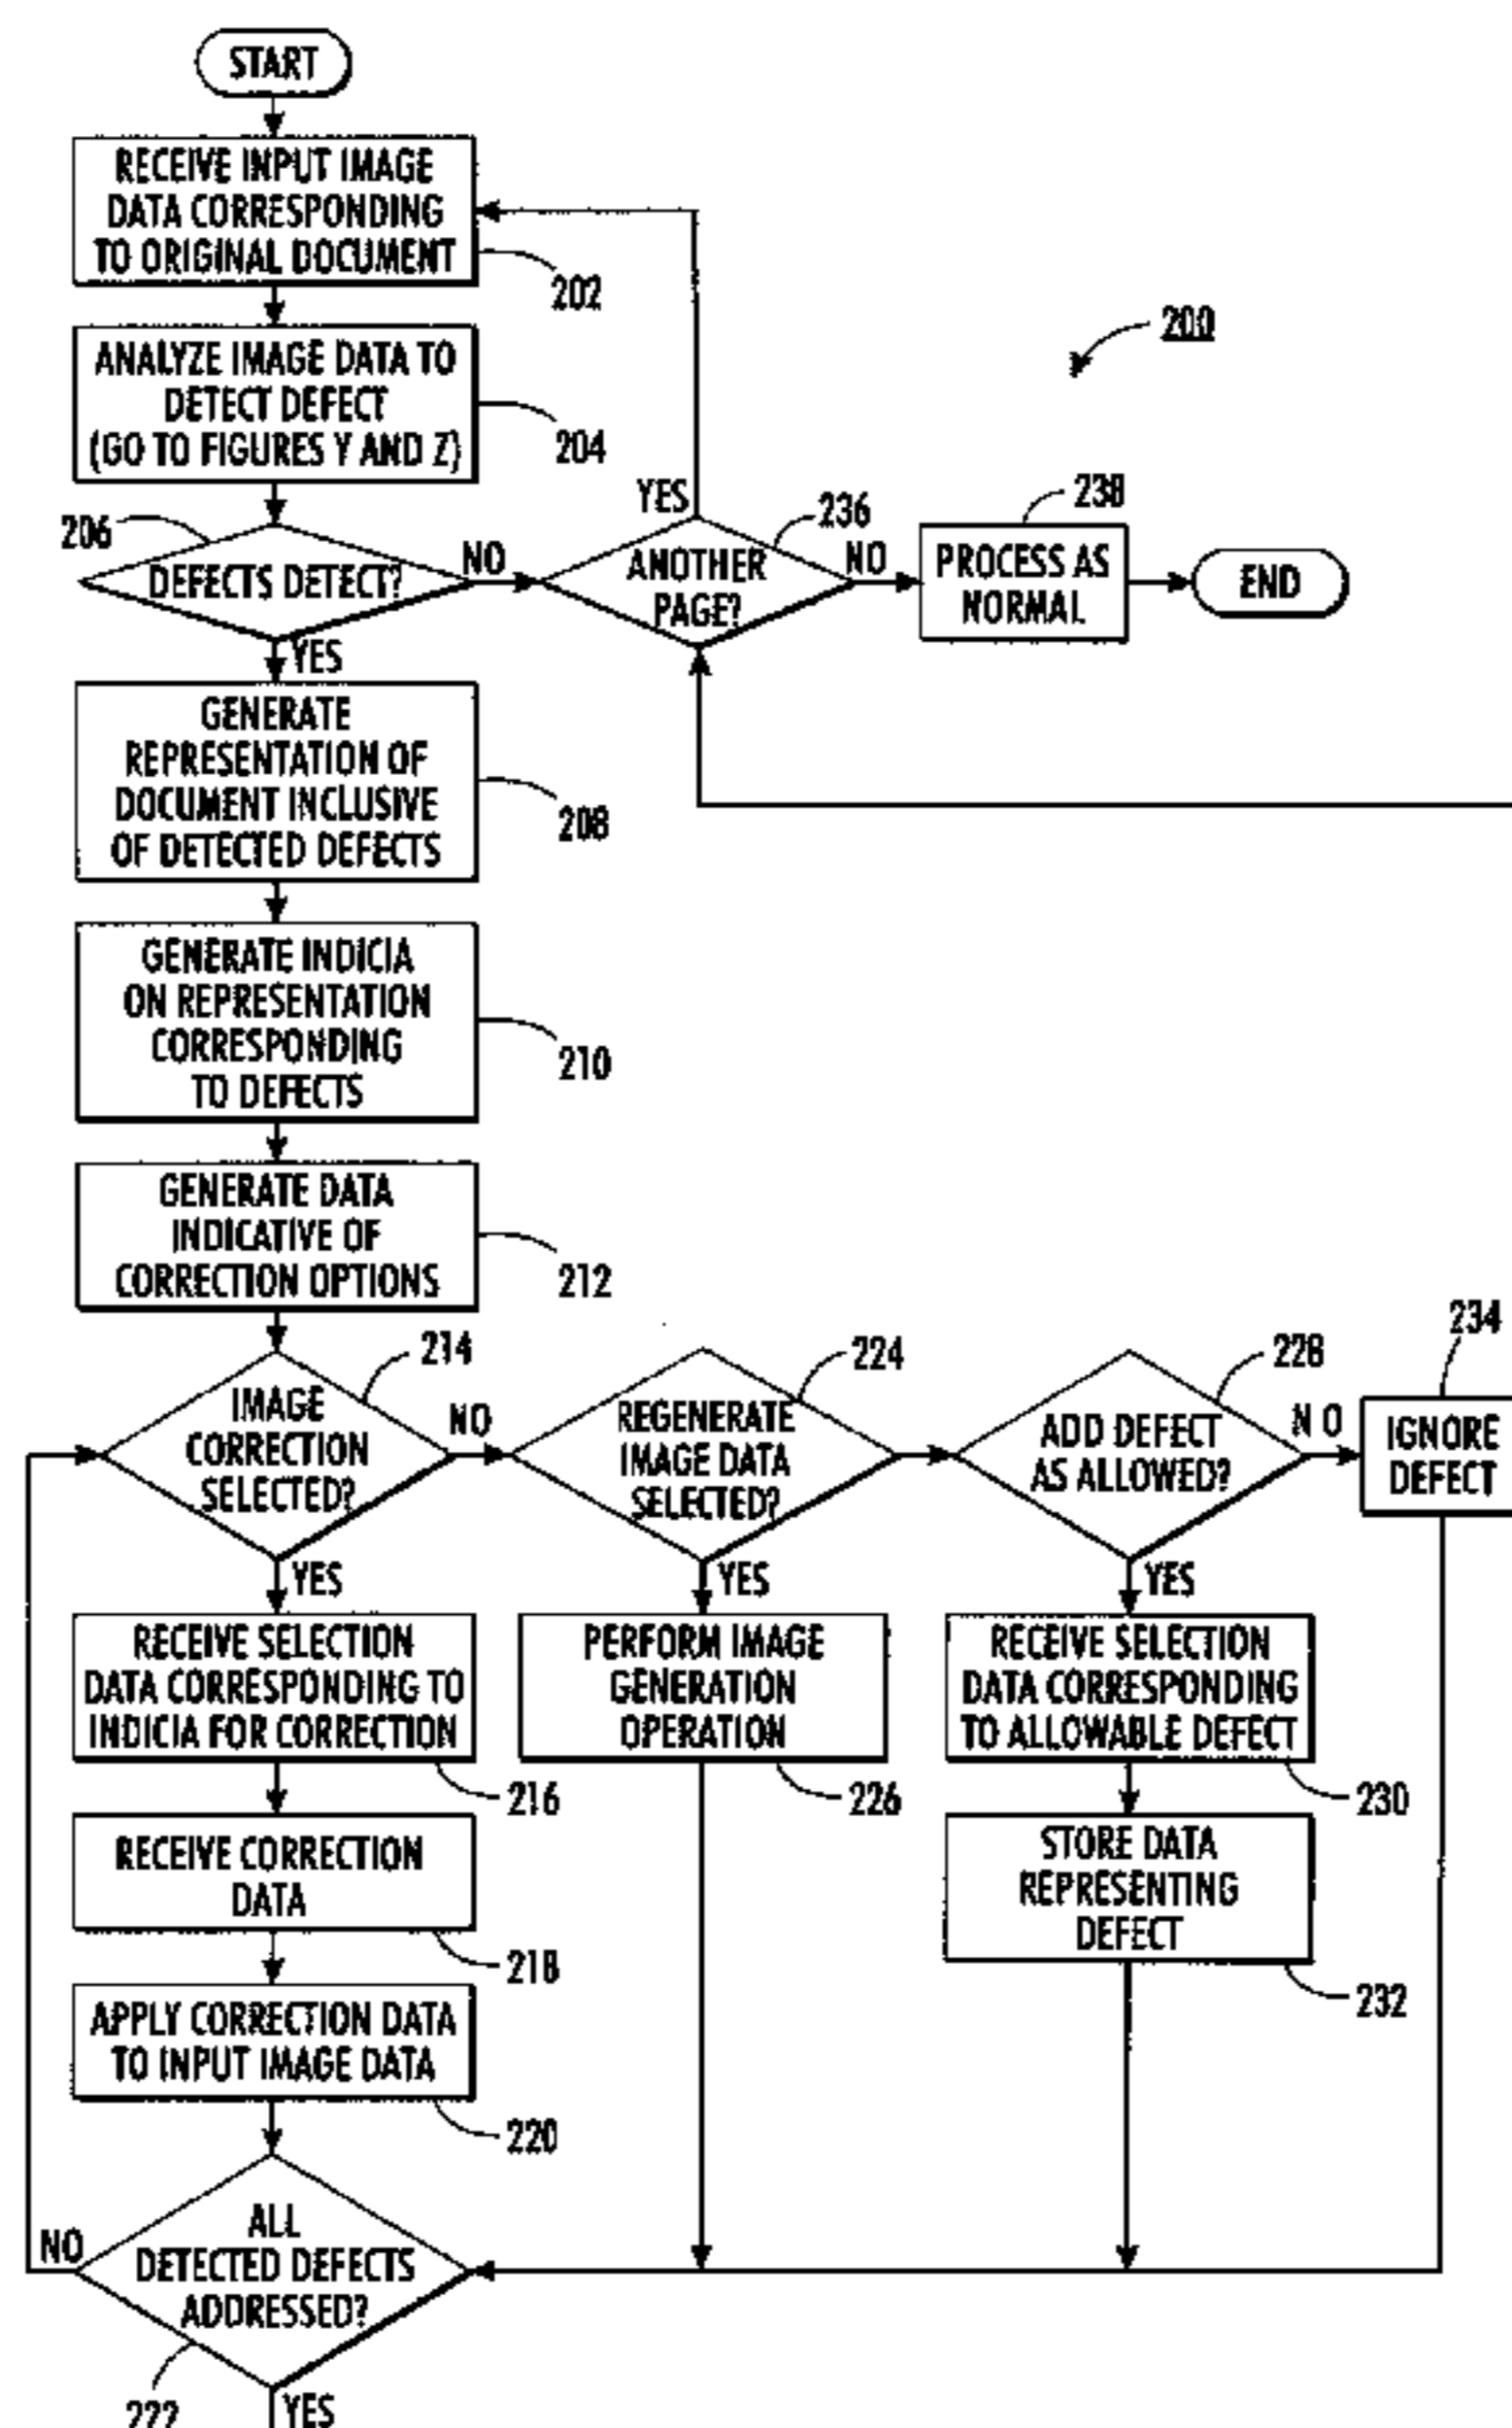 START
RECEIVE INPUT IMAGE
DATA CORRESPONDING
TO ORIGINAL DOCUMENT
202
ANALYZE IMAGE DATA TO
DETECT DEFECT
(GO TO FIGURES Y AND Z)
204
200
206
DEFECTS DETECT?
NO
YES
YES
ANOTHER
PAGE?
236
NO
238
PROCESS AS
NORMAL
END
GENERATE
REPRESENTATION OF
DOCUMENT INCLUSIVE
OF DETECTED DEFECTS
208
GENERATE INDICIA
ON REPRESENTATION
CORRESPONDING
TO DEFECTS
210
GENERATE DATA
INDICATIVE OF
CORRECTION OPTIONS
212
214
IMAGE
CORRECTION
SELECTED?
NO
YES
224
REGENERATE
IMAGE DATA
SELECTED?
YES
228
ADD DEFECT
AS ALLOWED?
N O
YES
234
IGNORE
DEFECT
RECEIVE SELECTION
DATA CORRESPONDING TO
INDICIA FOR CORRECTION
216
PERFORM IMAGE
GENERATION
OPERATION
226
RECEIVE SELECTION
DATA CORRESPONDING
TO ALLOWABLE DEFECT
230
RECEIVE CORRECTION
DATA
218
STORE DATA
REPRESENTING
DEFECT
232
APPLY CORRECTION DATA
TO INPUT IMAGE DATA
220
ALL
DETECTED DEFECTS
ADDRESSED?
NO
222
YES